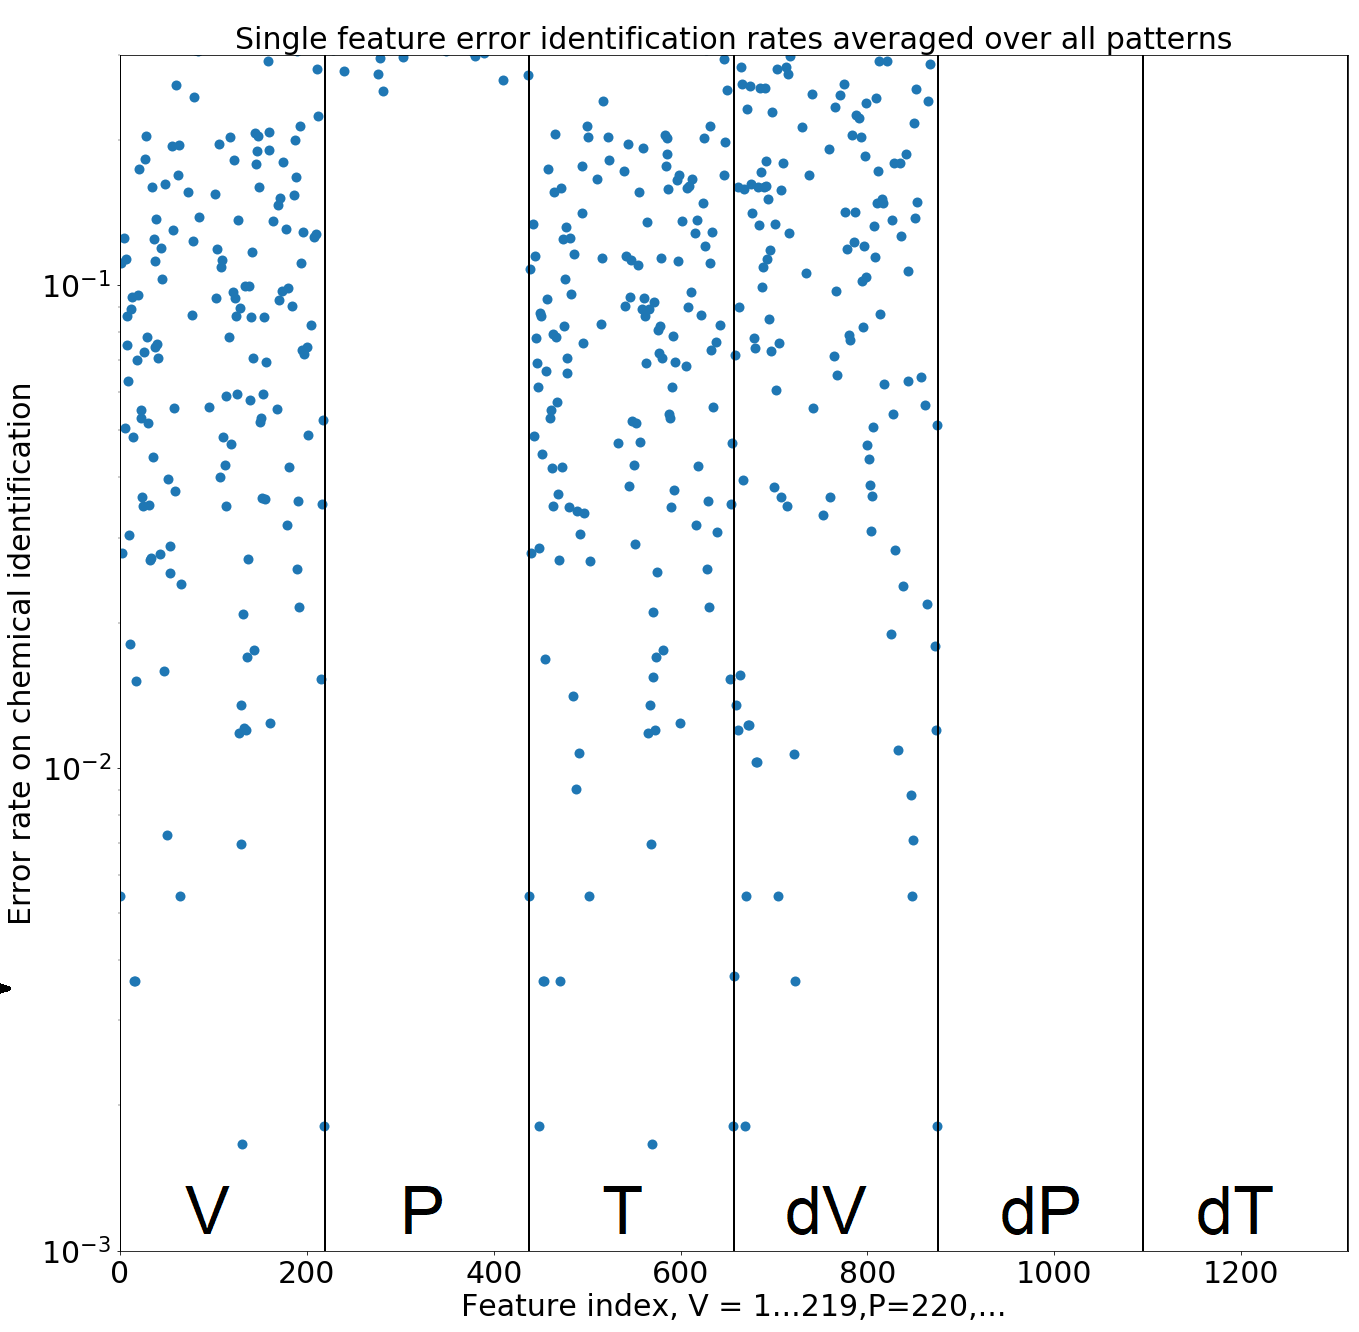 Single feature error identification rates averaged over all patterns
Error rate on chemical identification
10⁻¹
10⁻²
10⁻³
V P T dV dP dT
0 200 400 600 800 1000 1200
Feature index, V = 1...219,P=220,...